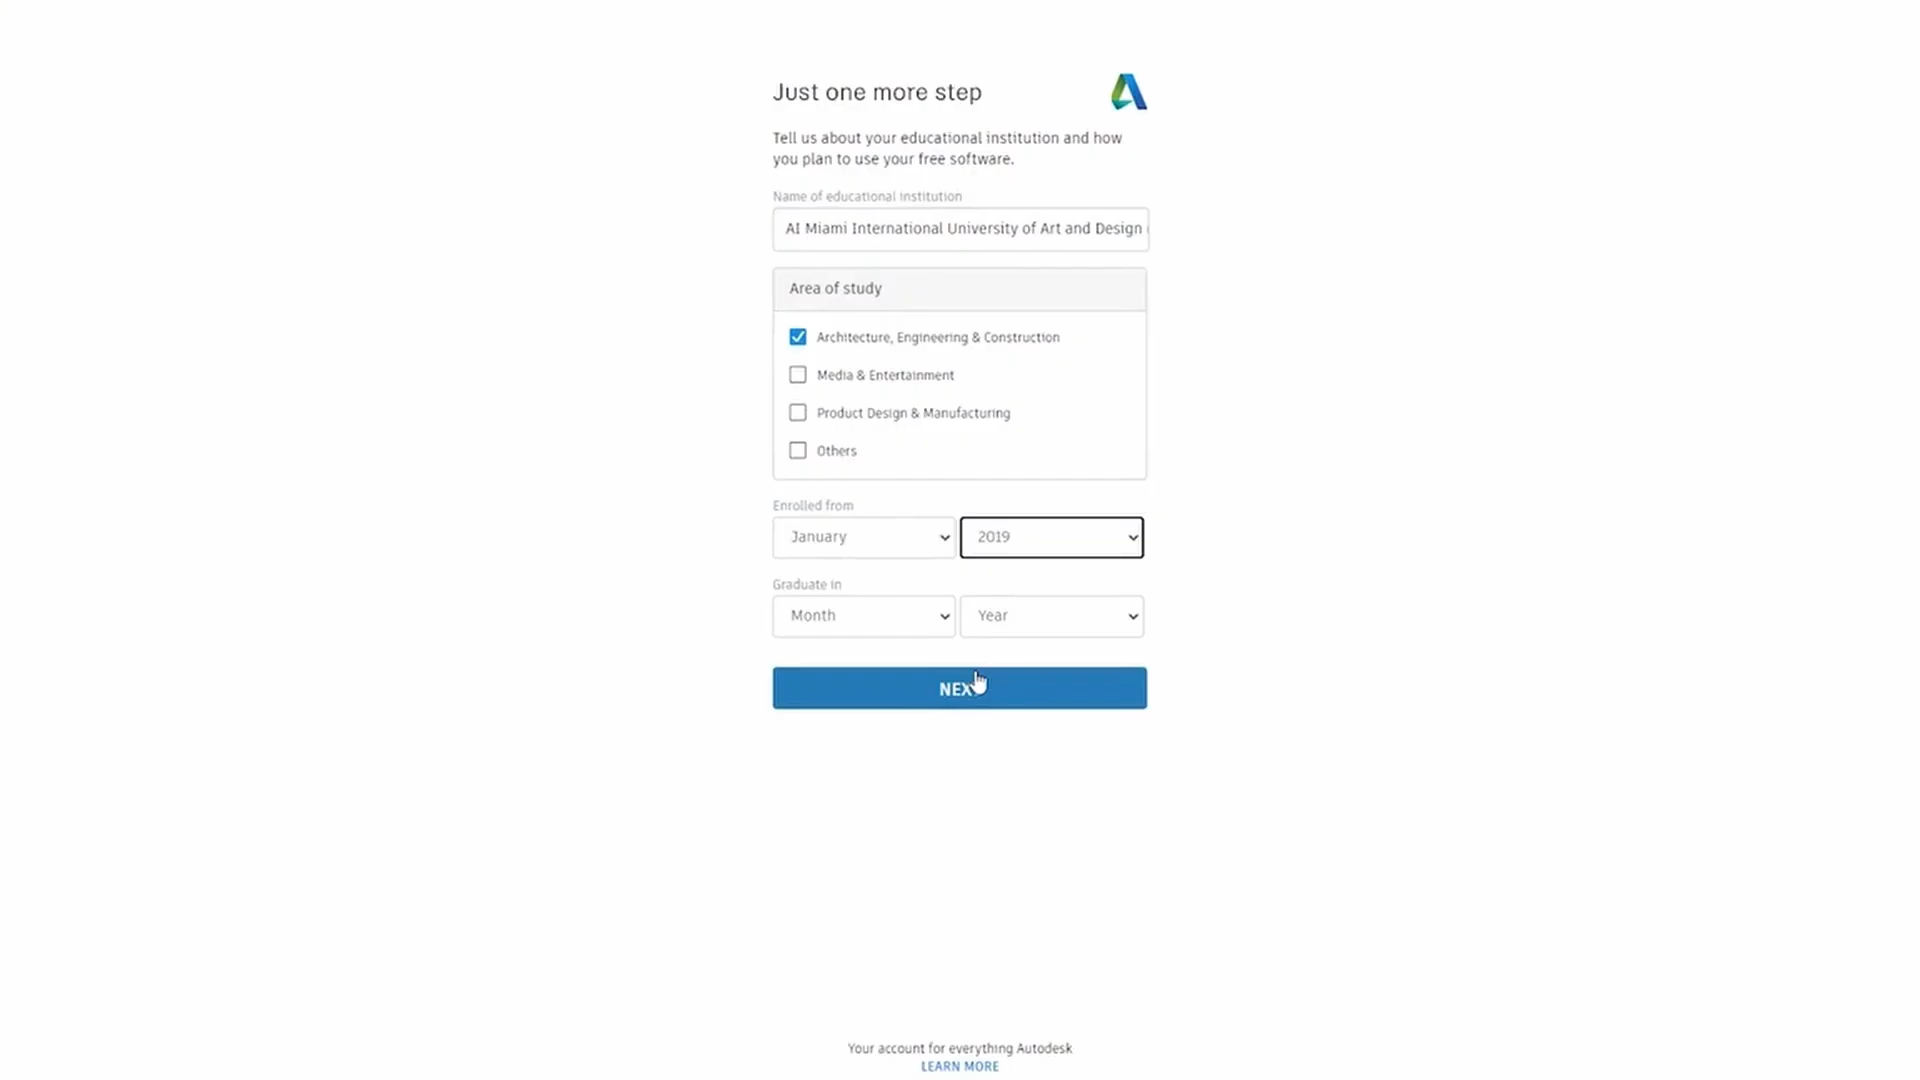 Just one more step
Tell us about your educational institution and how
you plan to use your free software.
Name of educational institution
AI Miami International University of Art and Design
Area of study
Architecture, Engineering & Construction
Media & Entertainment
Product Design & Manufacturing
Others
Enrolled from
January 2019
Graduate in
Month Year
NEX
Your account for everything Autodesk
LEARN MORE